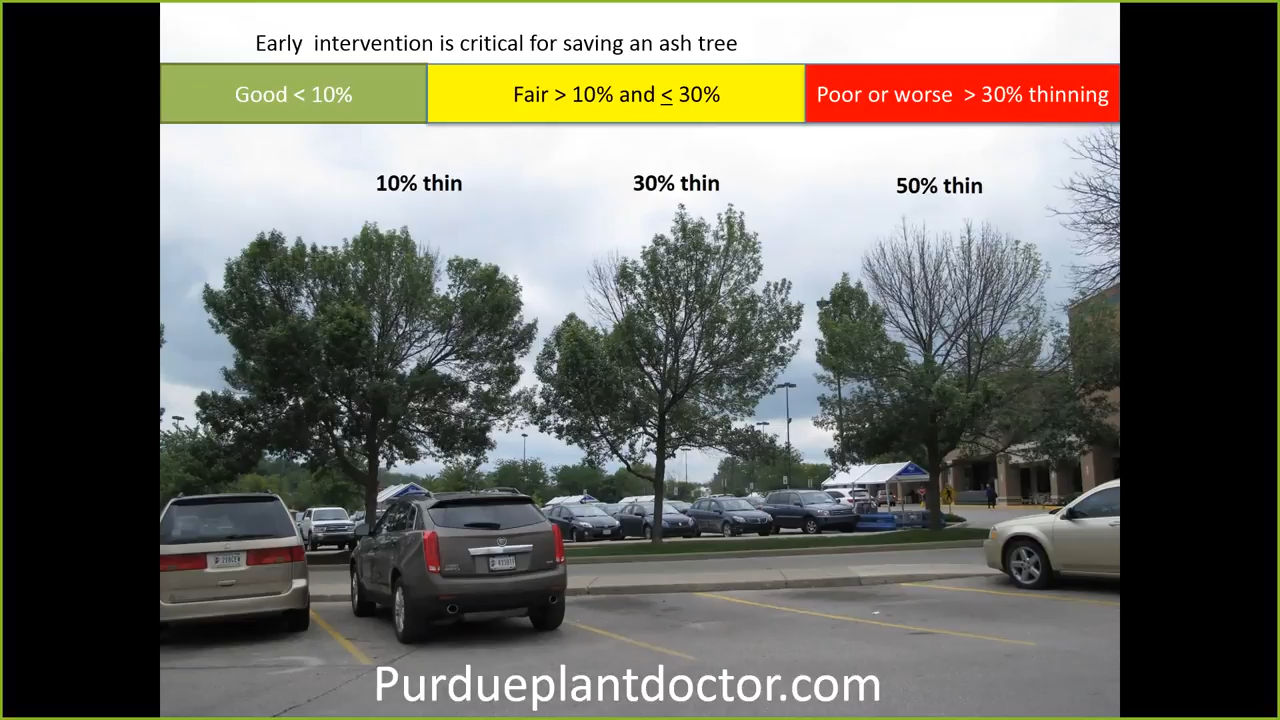 Early  intervention is critical for saving an ash tree
Good < 10%
Fair > 10% and ≤ 30%
Poor or worse  > 30% thinning
10% thin
30% thin
50% thin
Purdueplantdoctor.com